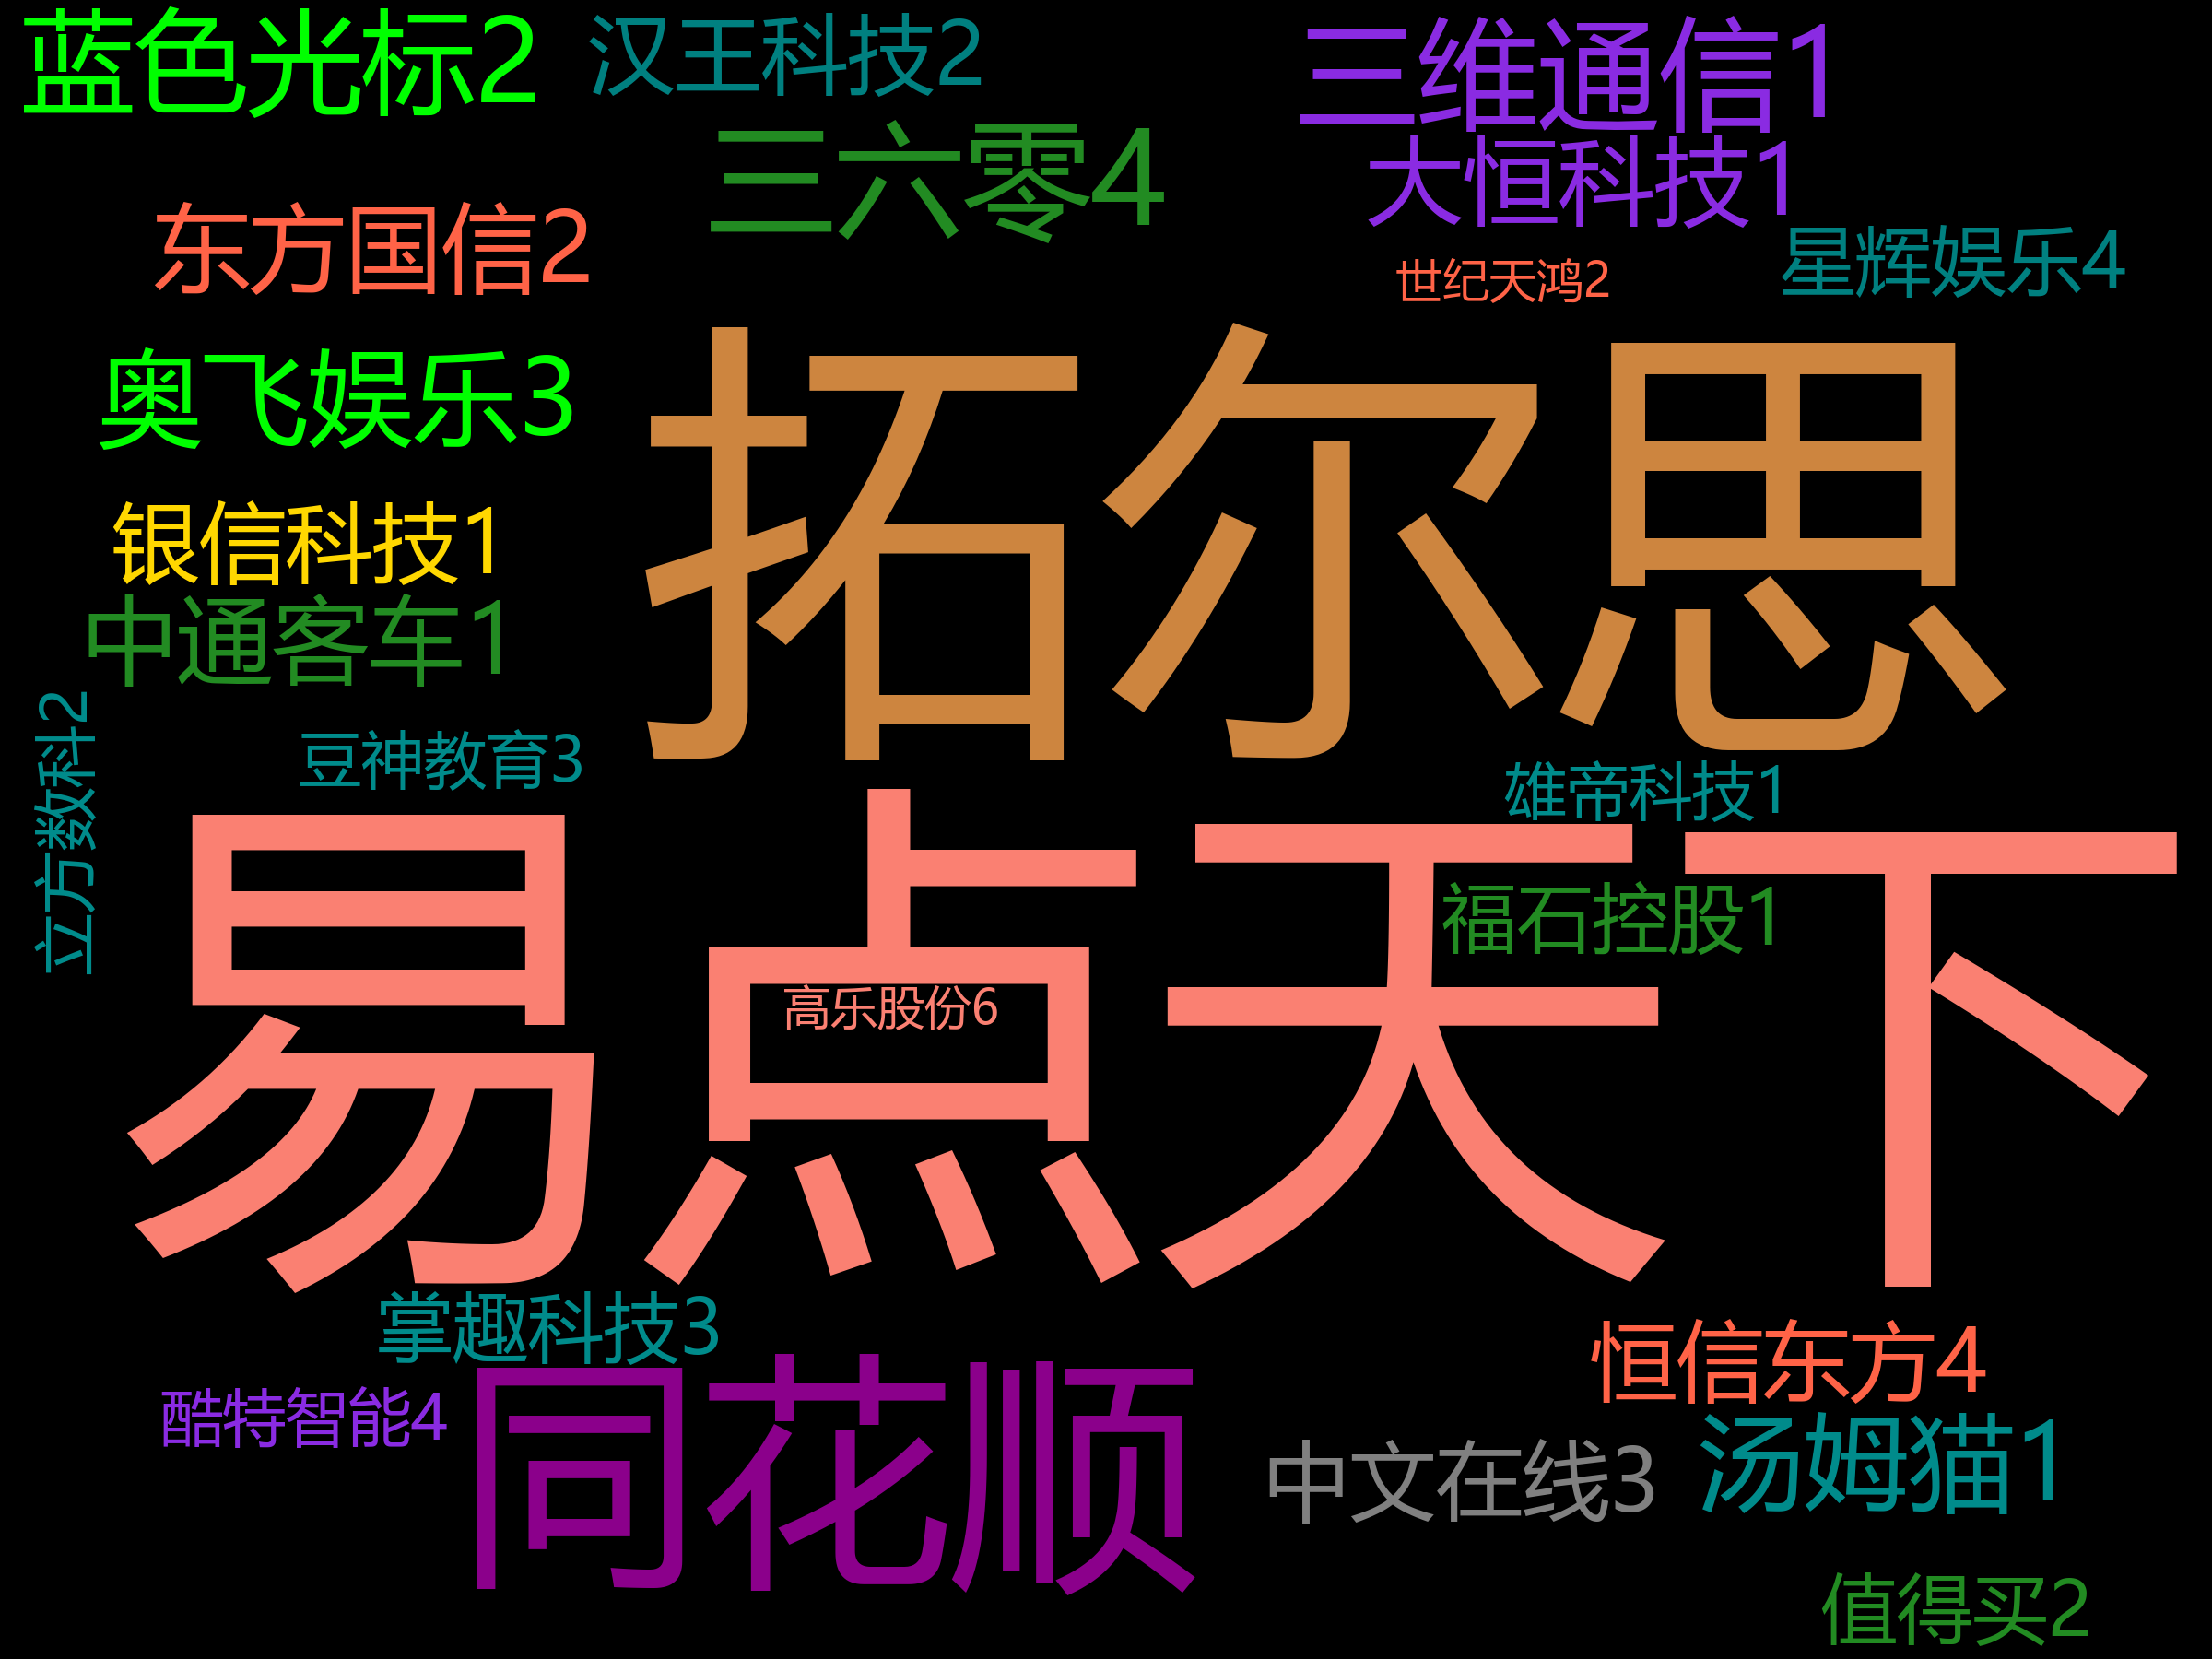 蓝色光标2
汉王科技2
三维通信1
三六零4
大恒科技1
东方国信2
世纪天鸿2
星辉娱乐4
奥飞娱乐3
拓尔思
银信科技1
中通客车1
立方数科2
豆神教育3
雄帝科技1
易点天下
福石控股1
高乐股份6
掌趣科技3
恒信东方4
酷特智能4
同花顺
中文在线3
汤姆猫1
值得买2